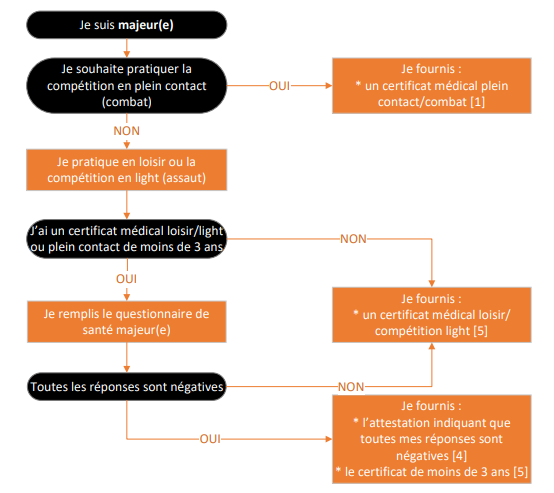 Je suis majeur(e)
Je souhaite pratiquer la
compétition en plein contact
(combat)
OUI
Je fournis :
* un certificat médical plein
contact/combat [1]
NON
Je pratique en loisir ou la
compétition en light (assaut)
J'ai un certificat médical loisir/light
ou plein contact de moins de 3 ans
NON
OUI
Je fournis :
* un certificat médical loisir/
compétition light [5]
Je remplis le questionnaire de
santé majeur(e)
Toutes les réponses sont négatives
NON
OUI
Je fournis :
* l'attestation indiquant que
toutes mes réponses sont
négatives [4]
* le certificat de moins de 3 ans [5]